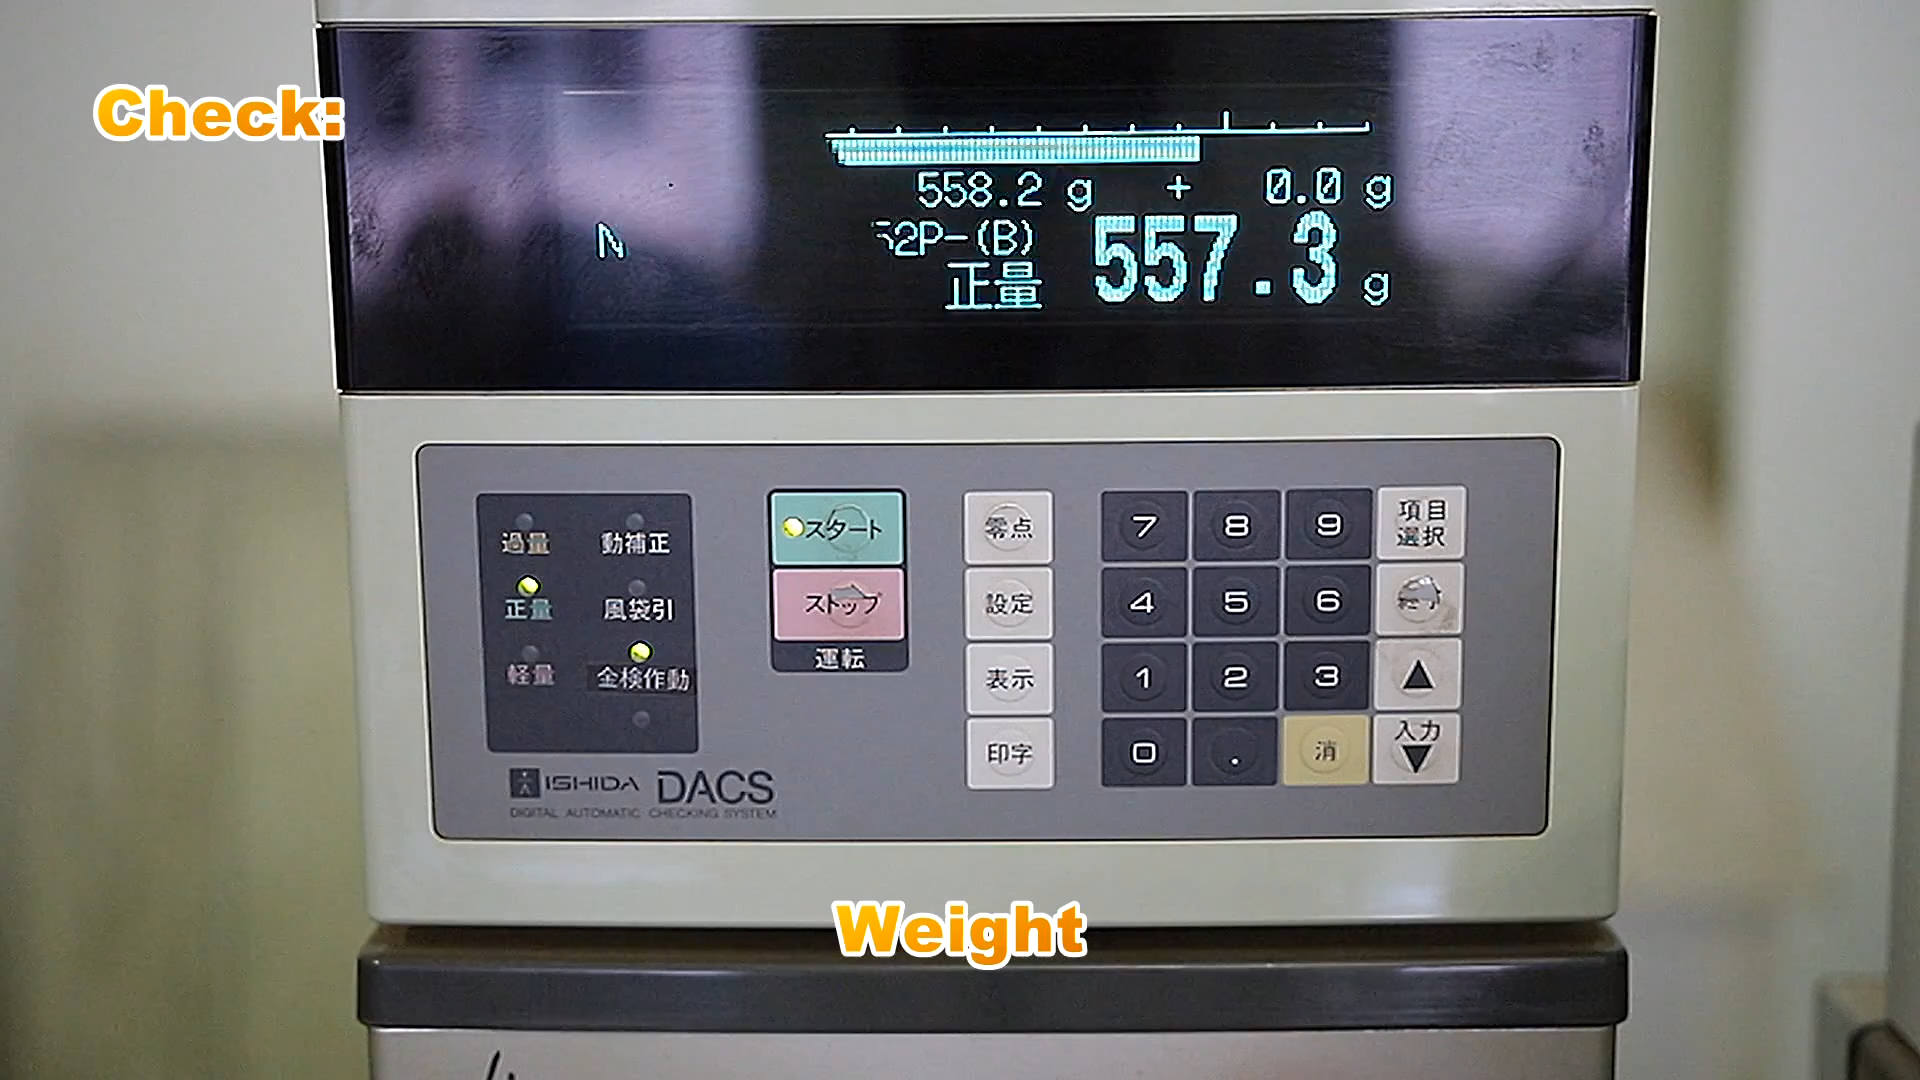 Check:
558.2 g + 0.0 g
N
2P-(B)
正量
557.3 g
過量
動補正
正量
風袋引
軽量
金検作動
スタート
ストップ
運転
零点
設定
表示
印字
7 8 9
項目
選択
4 5 6
終了
1 2 3
▲
0 . 消
入力
▼
ISHIDA DACS
DIGITAL AUTOMATIC CHECKING SYSTEM
Weight